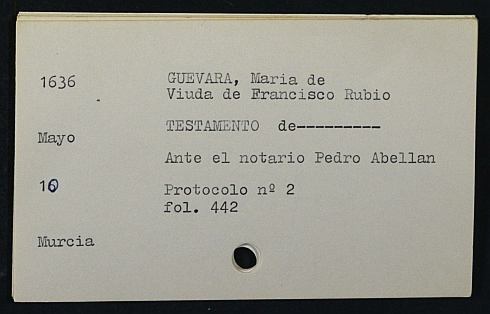 1636
GUEVARA, Maria de
Viuda de Francisco Rubio
TESTAMENTO de---------
Mayo
Ante el notario Pedro Abellan
10
Protocolo nº 2
fol. 442
Murcia